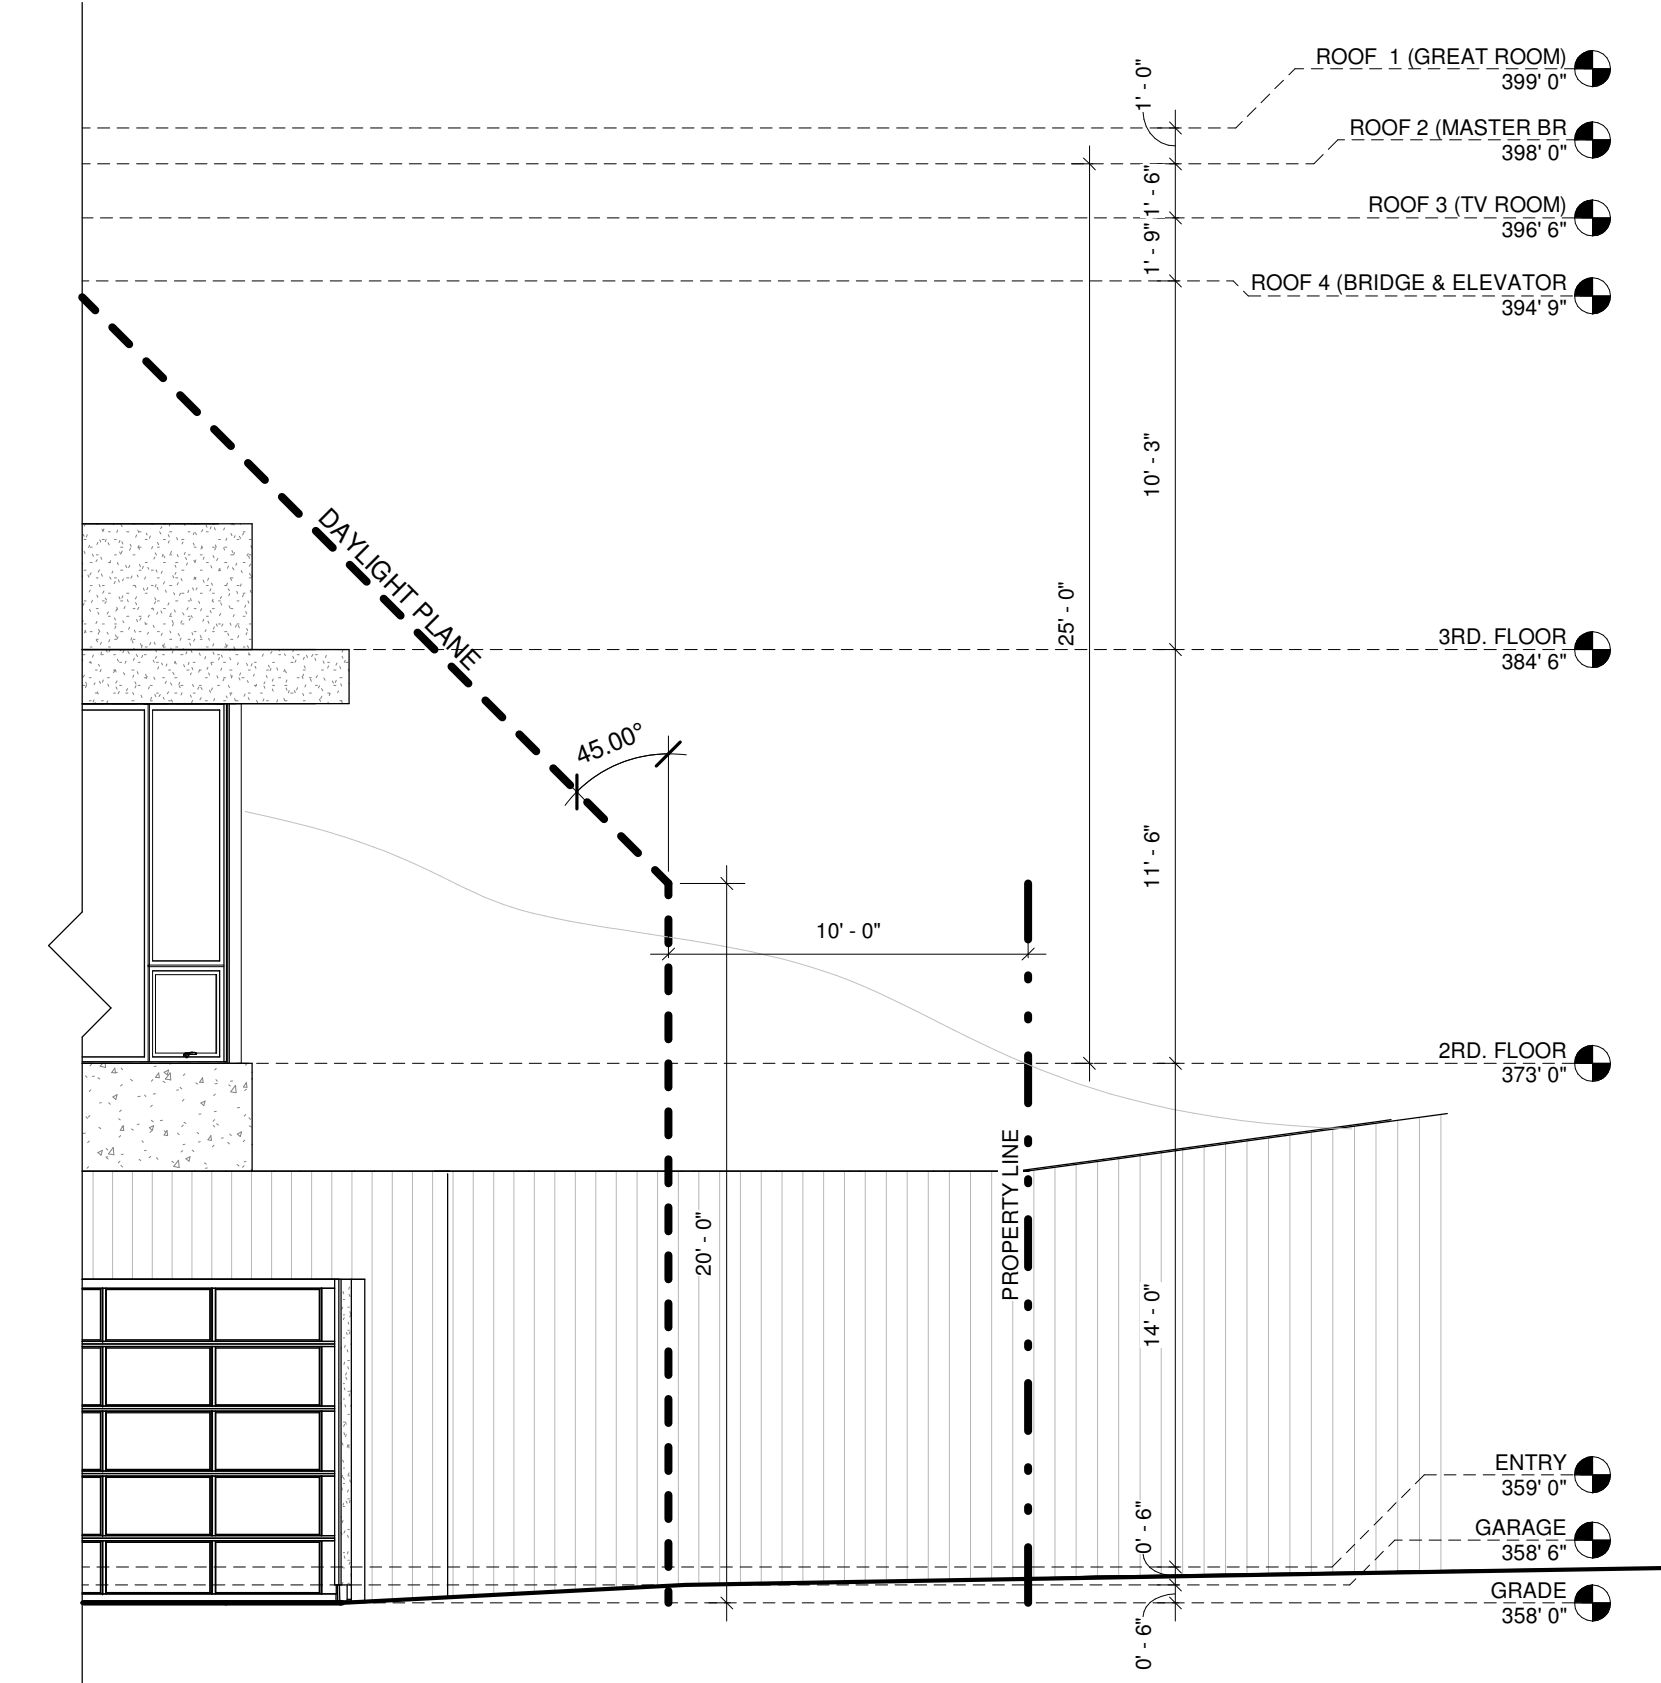 ROOF 1 (GREAT ROOM)
399' 0"
1' - 0"
ROOF 2 (MASTER BR
398' 0"
1' - 6"
ROOF 3 (TV ROOM)
396' 6"
1' - 9"
ROOF 4 (BRIDGE & ELEVATOR
394' 9"
10' - 3"
DAYLIGHT PLANE
25' - 0"
3RD. FLOOR
384' 6"
45.00°
11' - 6"
10' - 0"
2RD. FLOOR
373' 0"
PROPERTY LINE
20' - 0"
14' - 0"
ENTRY
359' 0"
0' - 6"
GARAGE
358' 6"
GRADE
358' 0"
0' - 6"